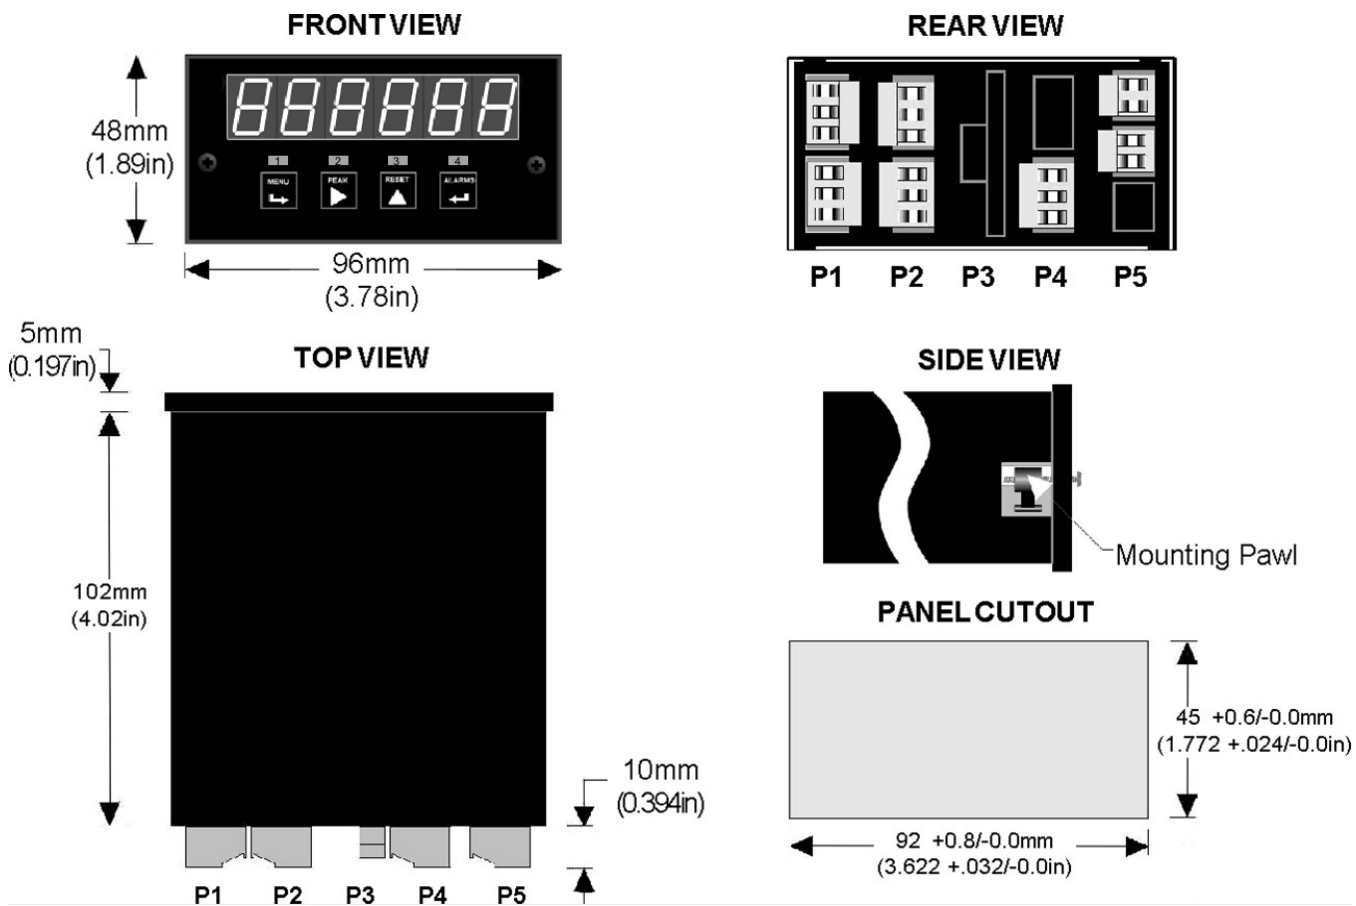 FRONT VIEW
48mm
(1.89in)
1 2 3 4
MENU PEAK RESET ALARMS
96mm
(3.78in)
REAR VIEW
P1 P2 P3 P4 P5
TOP VIEW
5mm
(0.197in)
102mm
(4.02in)
10mm
(0.394in)
P1 P2 P3 P4 P5
SIDE VIEW
Mounting Pawl
PANEL CUTOUT
45 +0.6/-0.0mm
(1.772 +.024/-0.0in)
92 +0.8/-0.0mm
(3.622 +.032/-0.0in)